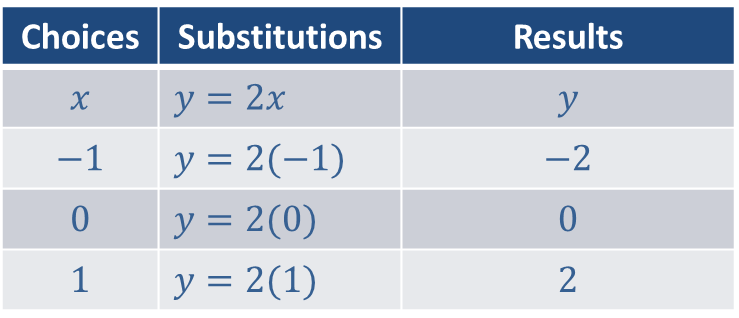 Choices Substitutions Results
x y = 2x y
−1 y = 2(−1) −2
0 y = 2(0) 0
1 y = 2(1) 2